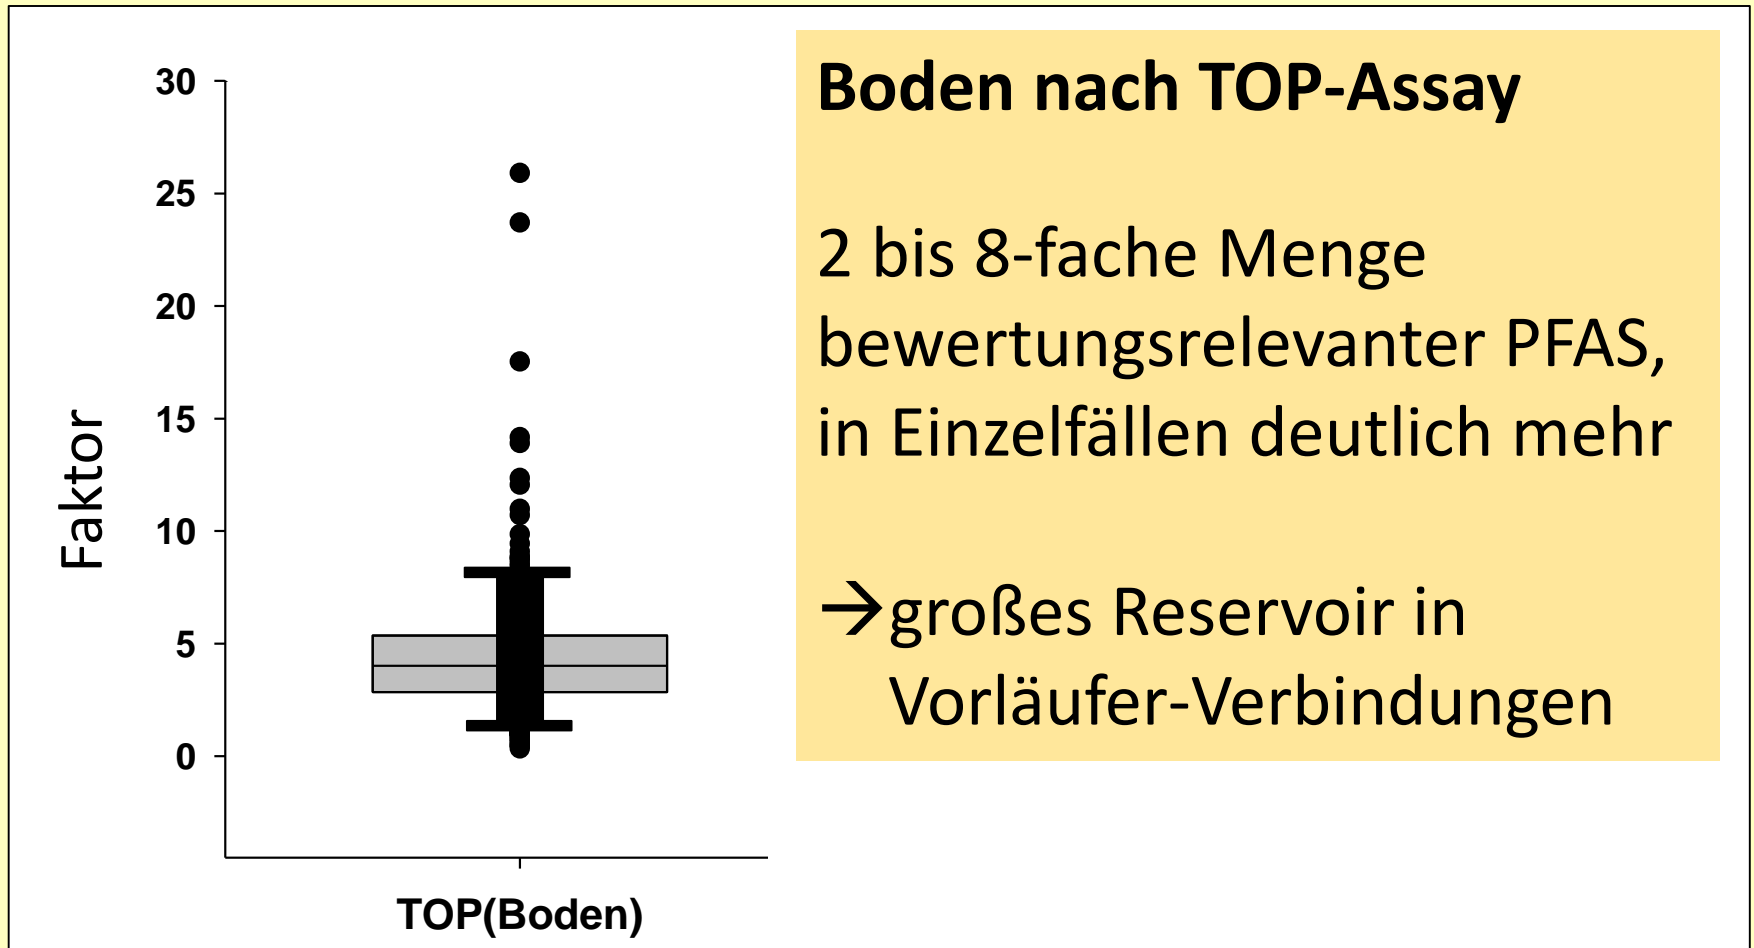 30
25
20
15
10
5
0
Faktor
TOP(Boden)
Boden nach TOP-Assay
2 bis 8-fache Menge
bewertungsrelevanter PFAS,
in Einzelfällen deutlich mehr
→großes Reservoir in
Vorläufer-Verbindungen